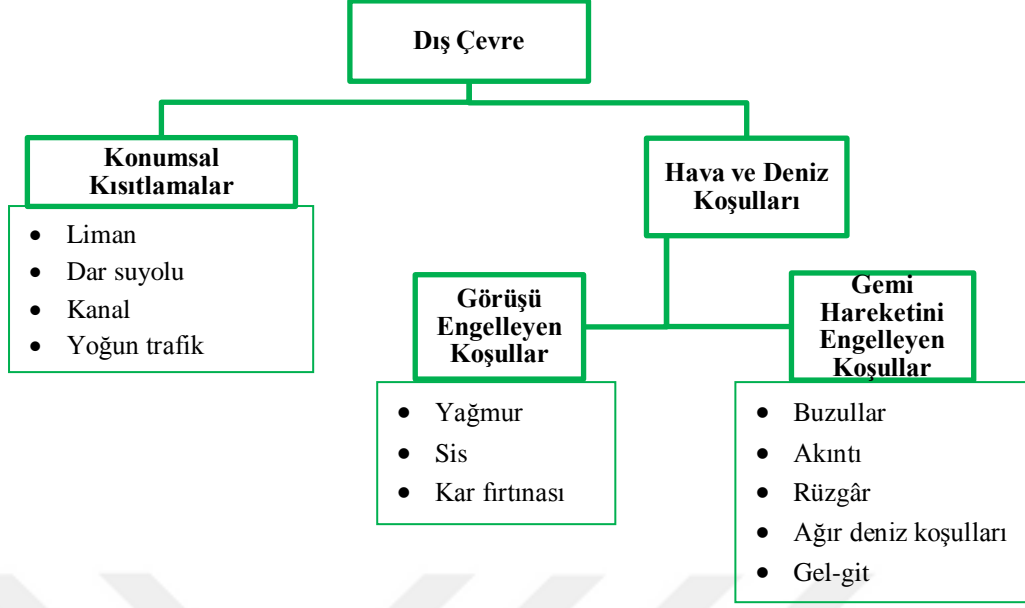 Dış Çevre
Konumsal
Kısıtlamalar
• Liman
• Dar suyolu
• Kanal
• Yoğun trafik
Hava ve Deniz
Koşulları
Görüşü
Engelleyen
Koşullar
• Yağmur
• Sis
• Kar fırtınası
Gemi
Hareketini
Engelleyen
Koşullar
• Buzullar
• Akıntı
• Rüzgâr
• Ağır deniz koşulları
• Gel-git